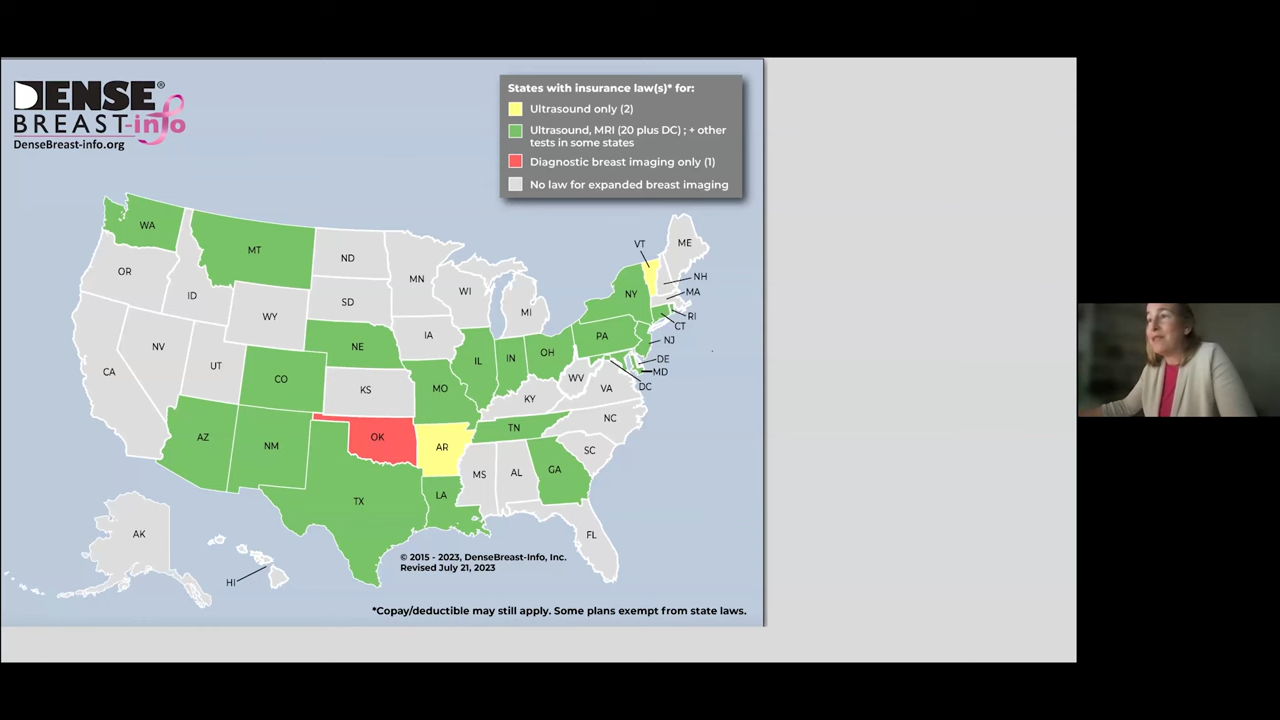 DENSE®
BREAST-info
DenseBreast-info.org
States with insurance law(s)* for:
Ultrasound only (2)
Ultrasound, MRI (20 plus DC) ; + other
tests in some states
Diagnostic breast imaging only (1)
No law for expanded breast imaging
WA
MT
ND
MN
VT
ME
OR
ID
WY
SD
WI
MI
NY
NH
MA
RI
CT
NV
UT
CO
NE
IA
IL
IN
OH
PA
NJ
DE
MD
DC
CA
KS
MO
KY
WV
VA
AZ
NM
OK
AR
TN
NC
SC
TX
LA
MS
AL
GA
FL
AK
HI
© 2015 - 2023, DenseBreast-Info, Inc.
Revised July 21, 2023
*Copay/deductible may still apply. Some plans exempt from state laws.